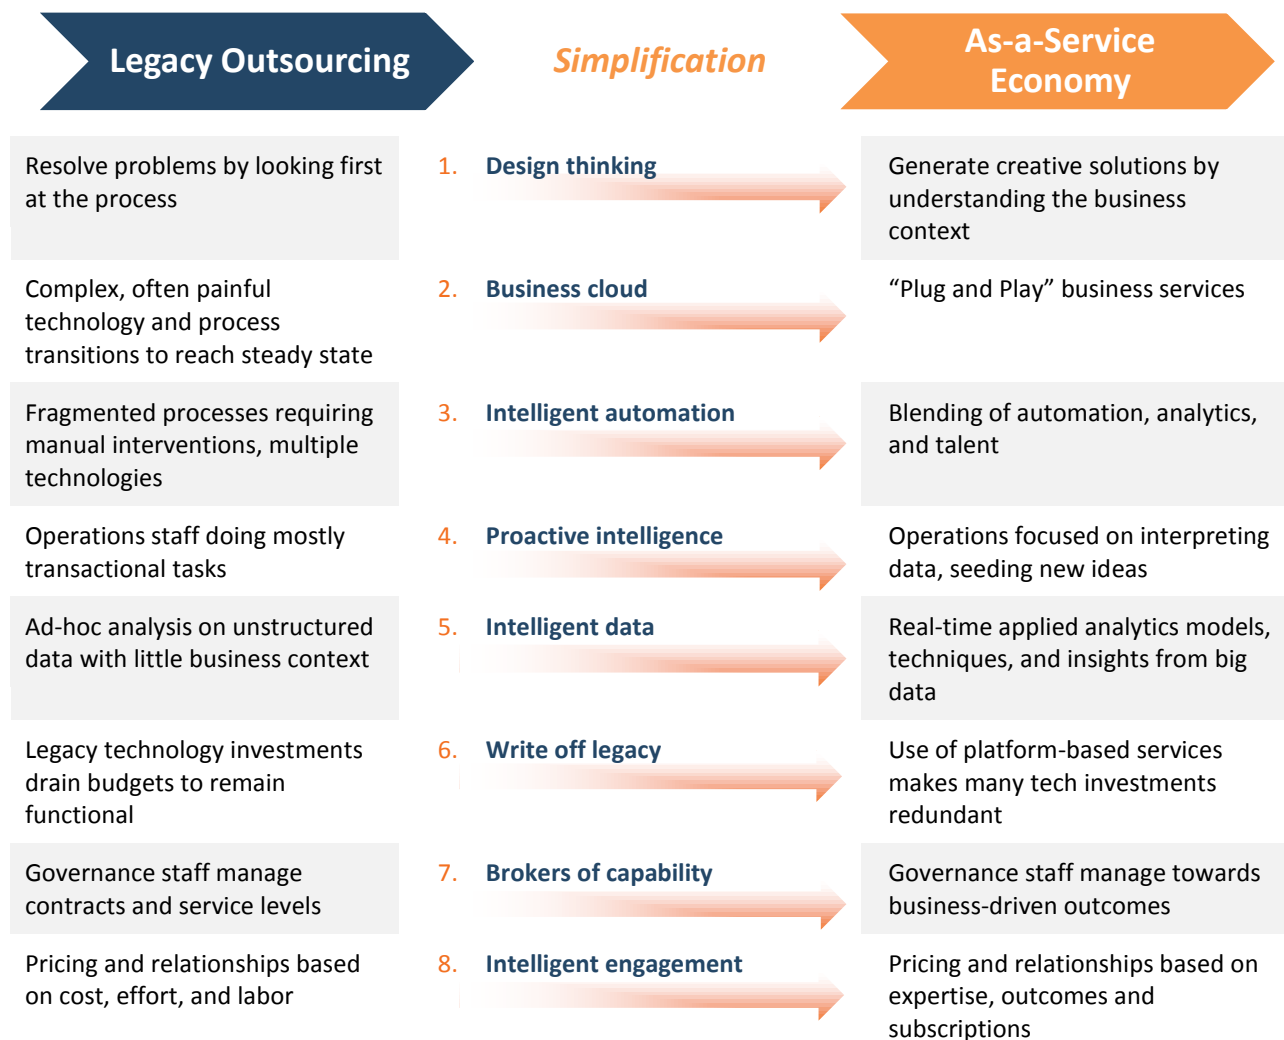 Legacy Outsourcing
Simplification
As-a-Service
Economy
Resolve problems by looking first
at the process
1. Design thinking
Generate creative solutions by
understanding the business
context
Complex, often painful
technology and process
transitions to reach steady state
2. Business cloud
“Plug and Play” business services
Fragmented processes requiring
manual interventions, multiple
technologies
3. Intelligent automation
Blending of automation, analytics,
and talent
Operations staff doing mostly
transactional tasks
4. Proactive intelligence
Operations focused on interpreting
data, seeding new ideas
Ad-hoc analysis on unstructured
data with little business context
5. Intelligent data
Real-time applied analytics models,
techniques, and insights from big
data
Legacy technology investments
drain budgets to remain
functional
6. Write off legacy
Use of platform-based services
makes many tech investments
redundant
Governance staff manage
contracts and service levels
7. Brokers of capability
Governance staff manage towards
business-driven outcomes
Pricing and relationships based
on cost, effort, and labor
8. Intelligent engagement
Pricing and relationships based on
expertise, outcomes and
subscriptions